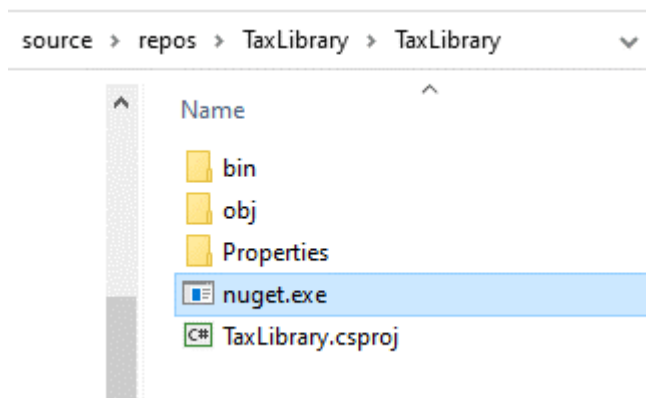 source > repos > TaxLibrary > TaxLibrary
Name
bin
obj
Properties
nuget.exe
C# TaxLibrary.csproj